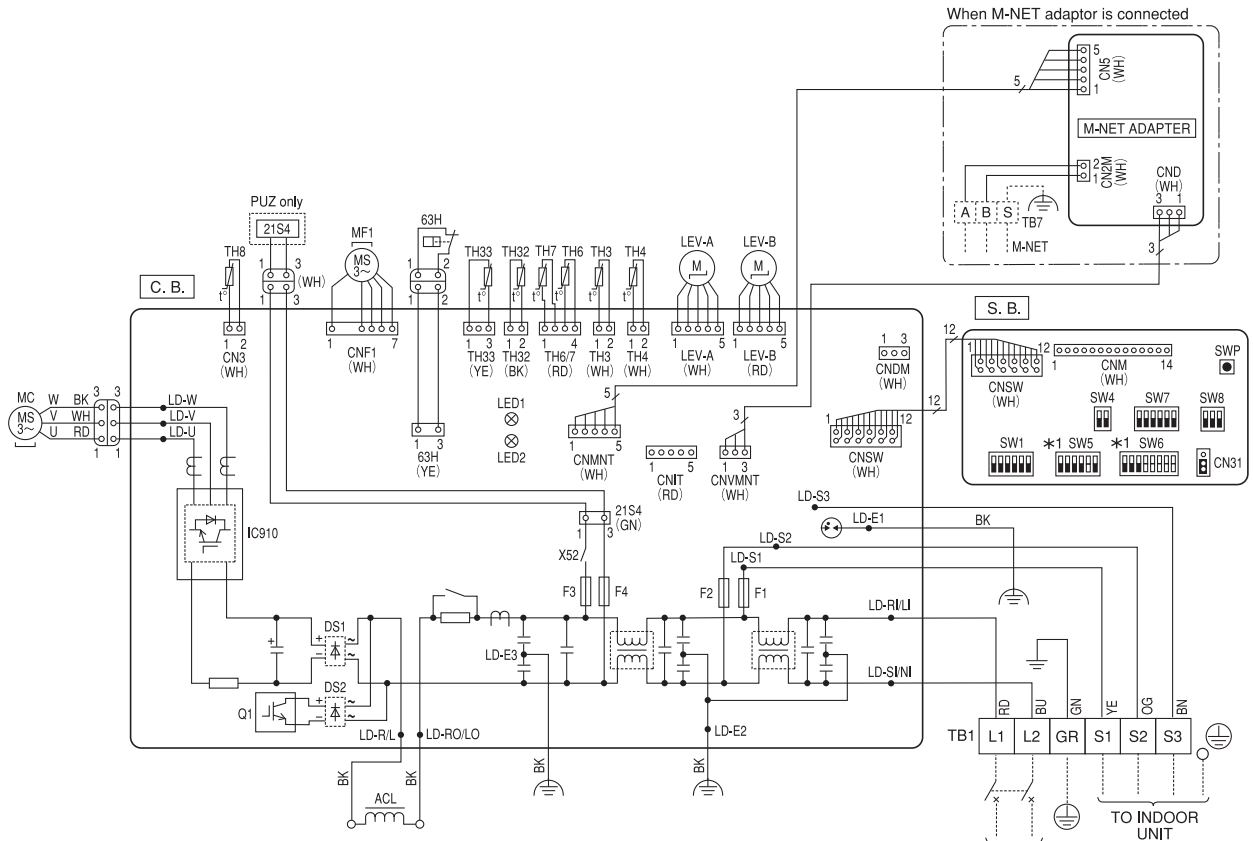 When M-NET adaptor is connected
5
CN5
(WH)
1
5
M-NET ADAPTER
2
1
CN2M
(WH)
CND
(WH)
3 1
A B S
TB7
M-NET
3
PUZ only
21S4
1 3
(WH)
1 3
TH8
t°
1 2
CN3
(WH)
MF1
MS
3~
1 7
CNF1
(WH)
63H
1 2
1 2
1 3
63H
(YE)
TH33
t°
1 3
TH33
(YE)
TH32
t°
1 2
TH32
(BK)
TH7 TH6
t° t°
1 4
TH6/7
(RD)
TH3
t°
1 2
TH3
(WH)
TH4
t°
1 2
TH4
(WH)
LEV-A
M
1 5
LEV-A
(WH)
LEV-B
M
1 5
LEV-B
(RD)
C. B.
1 3
CNDM
(WH)
12
S. B.
1 12
CNSW
(WH)
1 14
CNM
(WH)
SWP
SW4
SW7
SW8
SW1
*1 SW5
*1 SW6
CN31
MC
MS
3~
W BK
V WH
U RD
3 3
1 1
LD-W
LD-V
LD-U
LED1
LED2
5
1 5
CNMNT
(WH)
1 5
CNIT
(RD)
3
1 3
CNVMNT
(WH)
1 12
CNSW
(WH)
12
IC910
21S4
(GN)
1 3
X52
F3 F4
F2 F1
LD-S3
LD-E1
BK
LD-S2
LD-S1
LD-RI/LI
LD-SI/NI
LD-E3
LD-E2
+
DS1
+ ~
− ~
DS2
+ ~
− ~
Q1
LD-R/L
LD-RO/LO
BK
BK
BK
BK
ACL
RD
BU
GN
YE
OG
BN
TB1 L1 L2 GR S1 S2 S3
TO INDOOR
UNIT